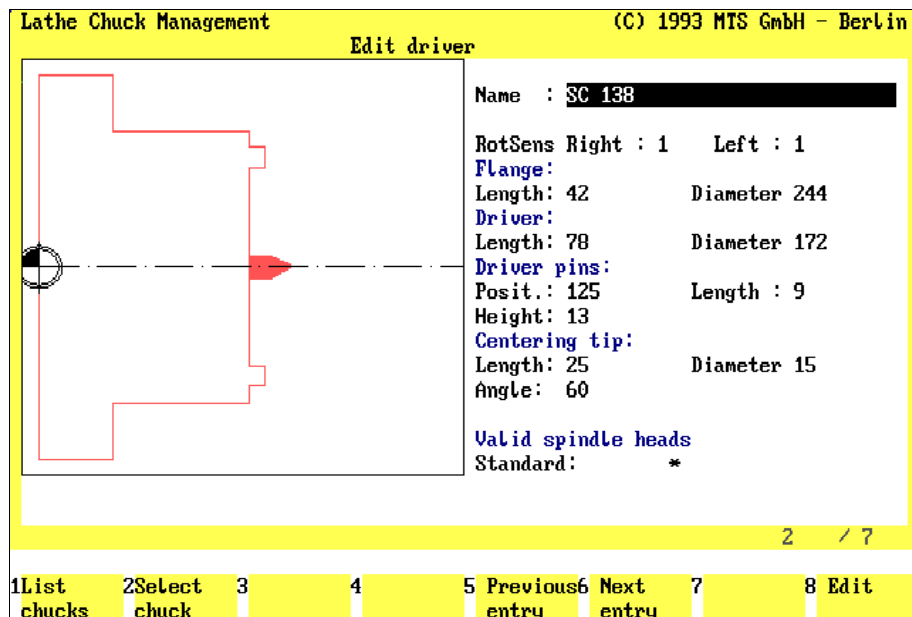 Lathe Chuck Management (C) 1993 MTS GmbH - Berlin
Edit driver
Name : SC 138
RotSens Right : 1 Left : 1
Flange:
Length: 42 Diameter 244
Driver:
Length: 78 Diameter 172
Driver pins:
Posit.: 125 Length : 9
Height: 13
Centering tip:
Length: 25 Diameter 15
Angle: 60
Valid spindle heads
Standard: *
2 / 7
1List 2Select 3 4 5 Previous6 Next 7 8 Edit
chucks chuck entry entry